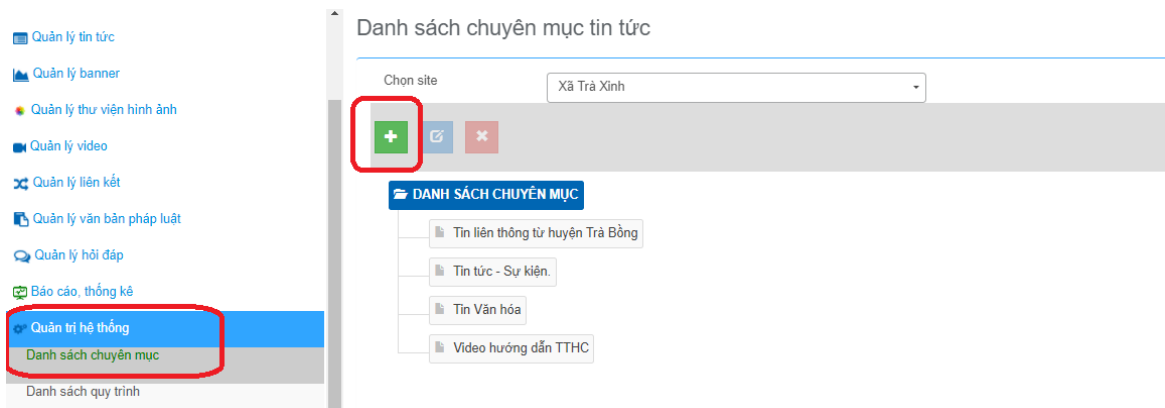 Quản lý tin tức
Quản lý banner
Quản lý thư viện hình ảnh
Quản lý video
Quản lý liên kết
Quản lý văn bản pháp luật
Quản lý hỏi đáp
Báo cáo, thống kê
Quản trị hệ thống
Danh sách chuyên mục
Danh sách quy trình
Danh sách chuyên mục tin tức
Chọn site
Xã Trà Xinh
DANH SÁCH CHUYÊN MỤC
Tin liên thông từ huyện Trà Bồng
Tin tức - Sự kiện.
Tin Văn hóa
Video hướng dẫn TTHC